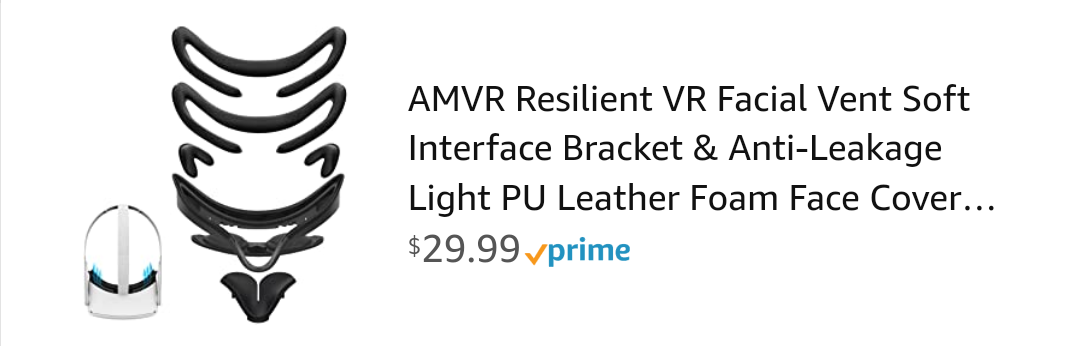 AMVR Resilient VR Facial Vent Soft
Interface Bracket & Anti-Leakage
Light PU Leather Foam Face Cover…
$29.99 prime